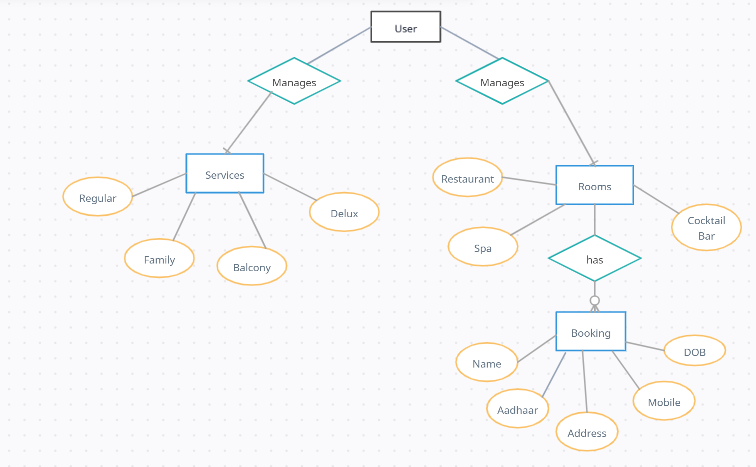 User
Manages
Manages
Services
Rooms
Regular
Family
Balcony
Delux
Restaurant
Spa
Cocktail
Bar
has
Booking
Name
Aadhaar
Address
Mobile
DOB